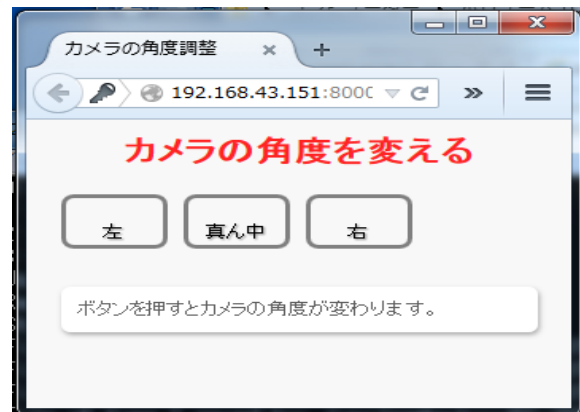 カメラの角度調整 × +
192.168.43.151:8000
カメラの角度を変える
左 真ん中 右
ボタンを押すとカメラの角度が変わります。